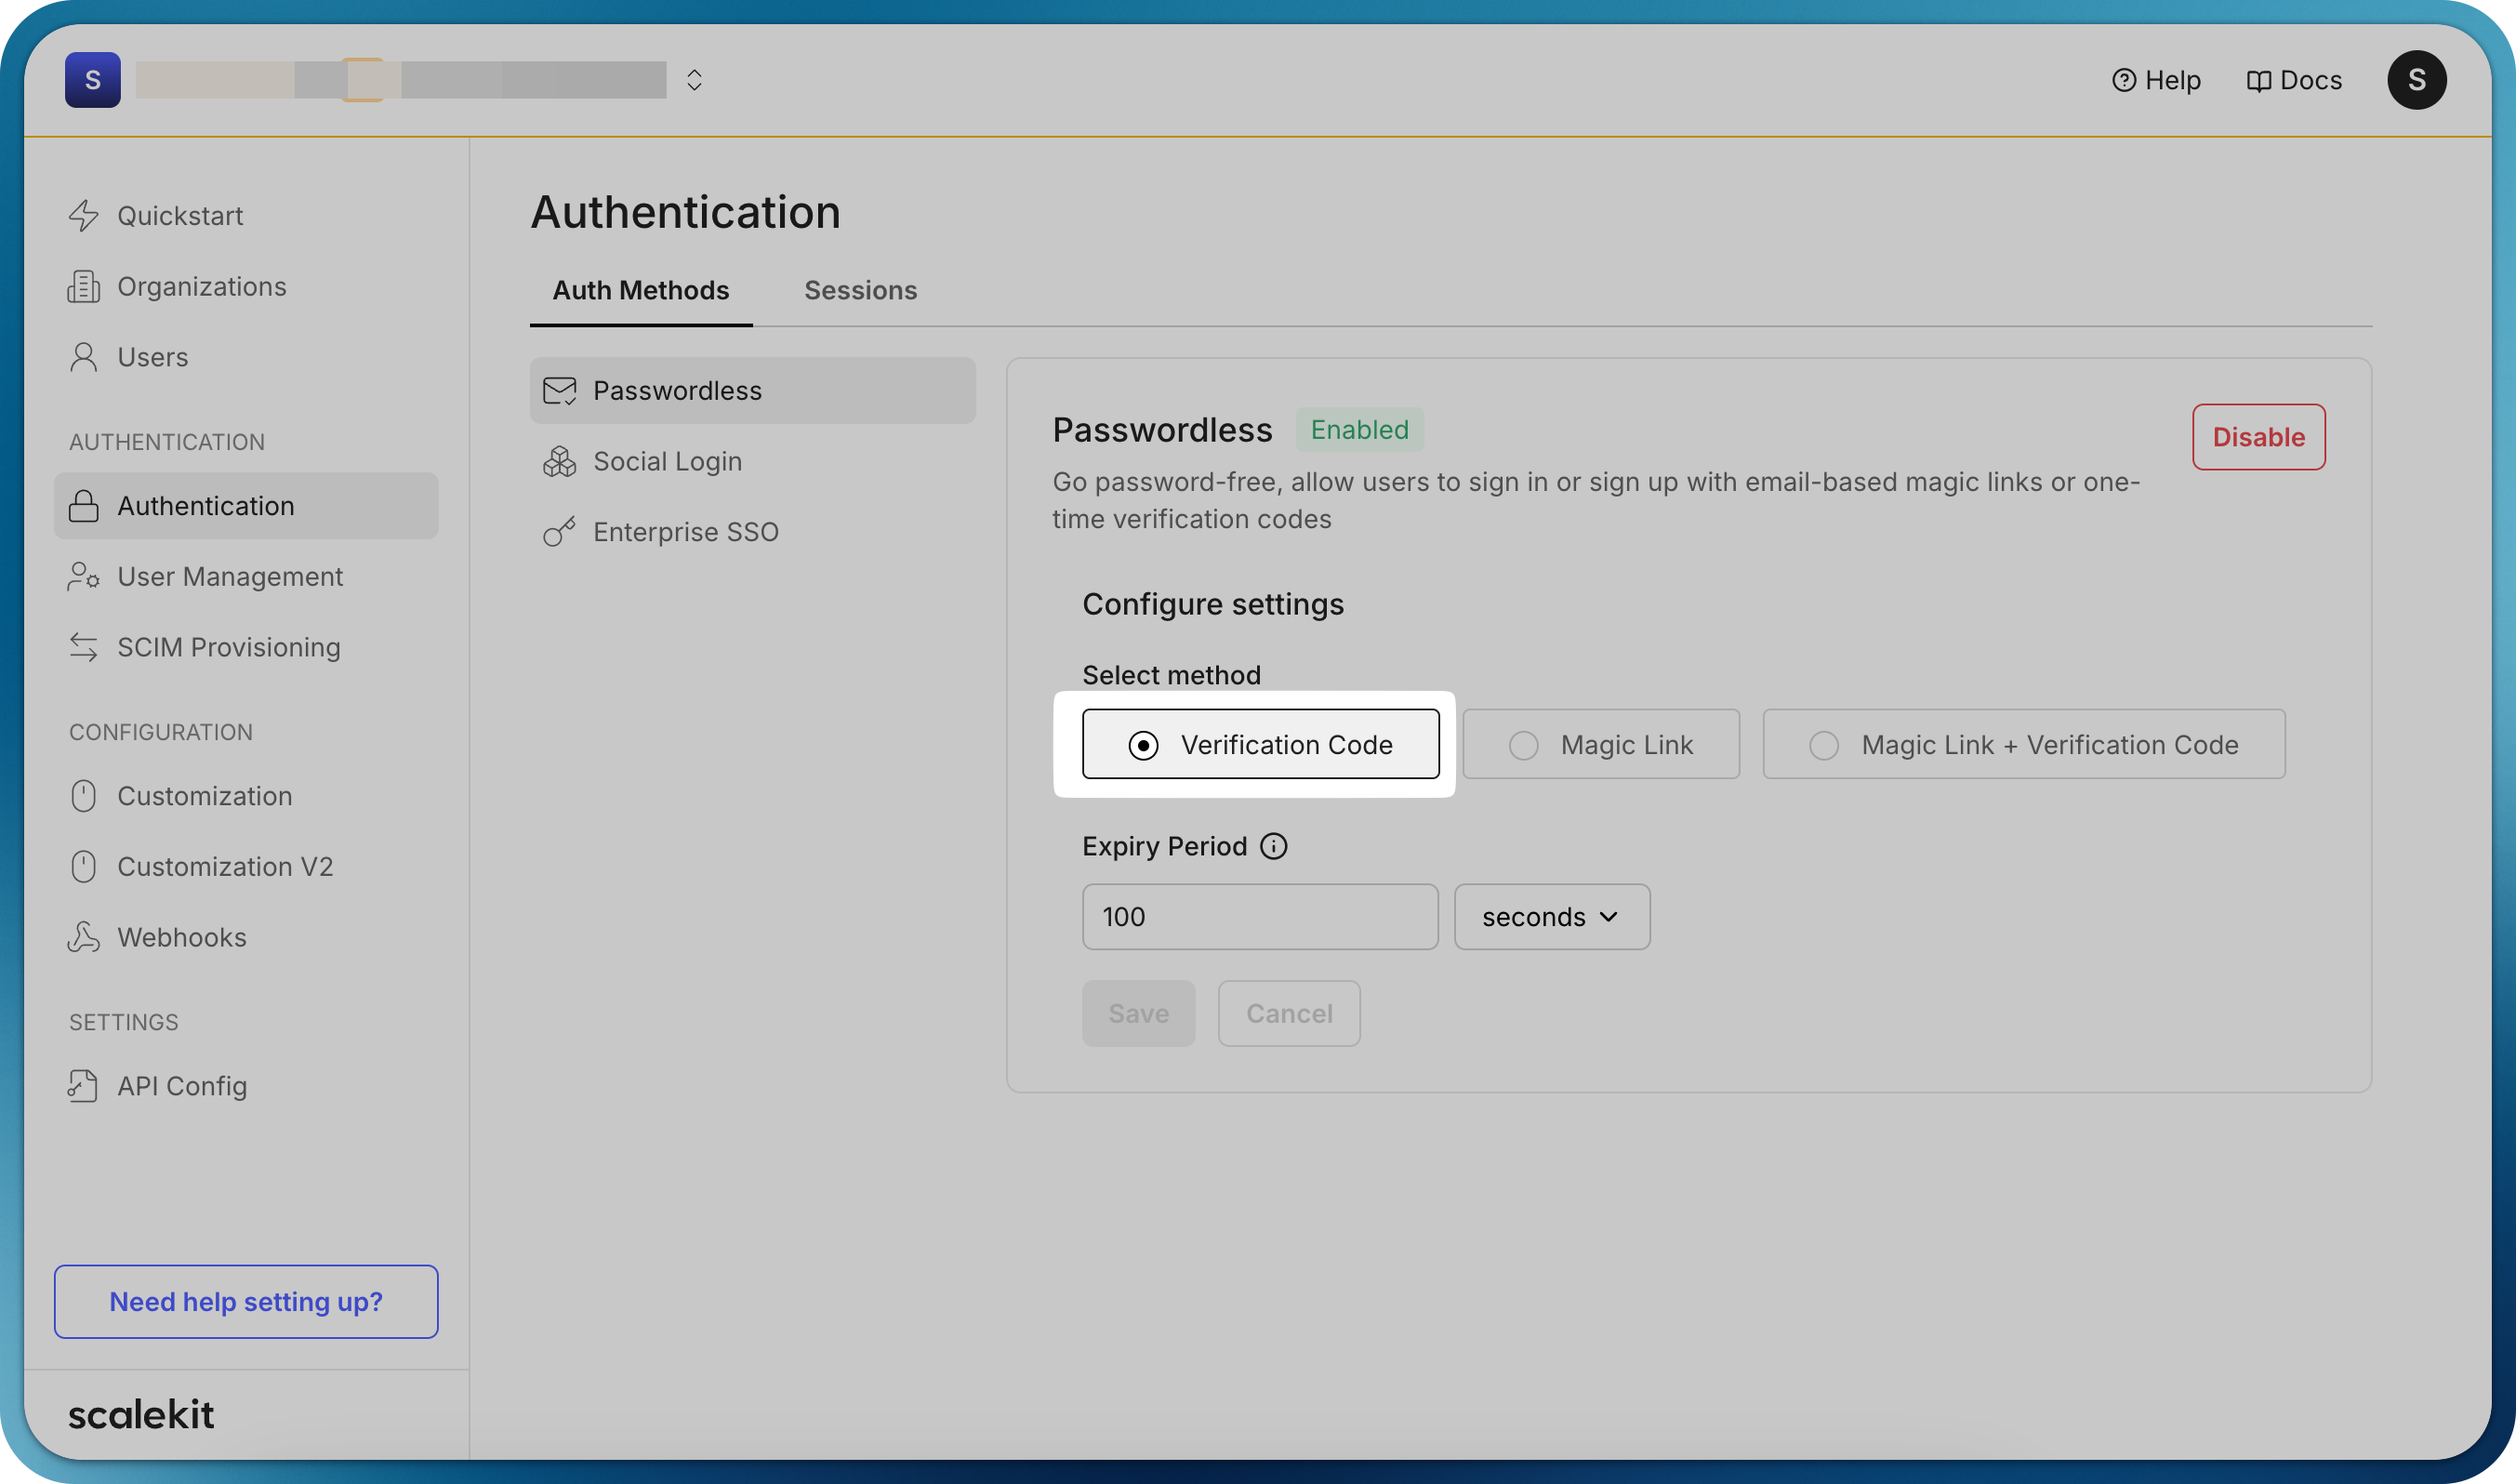 S
Help
Docs
S
Quickstart
Organizations
Users
AUTHENTICATION
Authentication
User Management
SCIM Provisioning
CONFIGURATION
Customization
Customization V2
Webhooks
SETTINGS
API Config
Need help setting up?
scalekit
Authentication
Auth Methods
Sessions
Passwordless
Social Login
Enterprise SSO
Passwordless
Enabled
Disable
Go password-free, allow users to sign in or sign up with email-based magic links or one-
time verification codes
Configure settings
Select method
Verification Code
Magic Link
Magic Link + Verification Code
Expiry Period
100
seconds
Save
Cancel